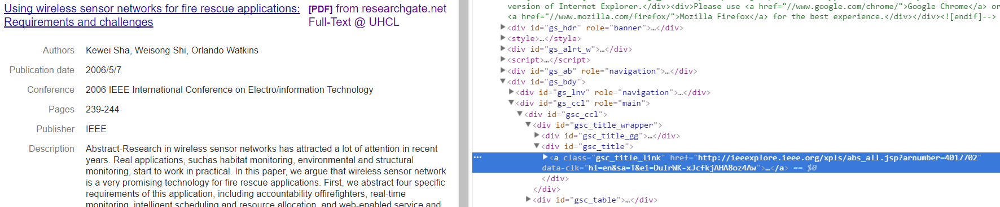 Using wireless sensor networks for fire rescue applications:
Requirements and challenges
[PDF] from researchgate.net
Full-Text @ UHCL
Authors Kewei Sha, Weisong Shi, Orlando Watkins
Publication date 2006/5/7
Conference 2006 IEEE International Conference on Electro/information Technology
Pages 239-244
Publisher IEEE
Description Abstract-Research in wireless sensor networks has attracted a lot of attention in recent
years. Real applications, suchas habitat monitoring, environmental and structural
monitoring, start to work in practical. In this paper, we argue that wireless sensor network
is a very promising technology for fire rescue applications. First, we abstract four specific
requirements of this application, including accountability offirefighters, real-time
monitoring, intelligent scheduling and resource allocation, and web-enabled service and
version of Internet Explorer.</div><div>Please use <a href="//www.google.com/chrome/">Google Chrome</a> or
<a href="//www.mozilla.com/firefox/">Mozilla Firefox</a> for the best experience.</div></div><![endif]-->
<div id="gs_hdr" role="banner">…</div>
<style>…</style>
<div id="gs_alrt_w">…</div>
<script>…</script>
<div id="gs_ab" role="navigation">…</div>
<div id="gs_bdy">
<div id="gs_lnv" role="navigation">…</div>
<div id="gs_ccl" role="main">
<div id="gsc_ccl">
<div id="gsc_title_wrapper">
<div id="gsc_title_gg">…</div>
<div id="gsc_title">
<a class="gsc_title_link" href="http://ieeexplore.ieee.org/xpls/abs_all.jsp?arnumber=4017702"
data-clk="hl=en&sa=T&ei=DuIrWK-xJcfkjAHA8oz4Aw">…</a> == $0
</div>
</div>
<div id="gsc_table">…</div>